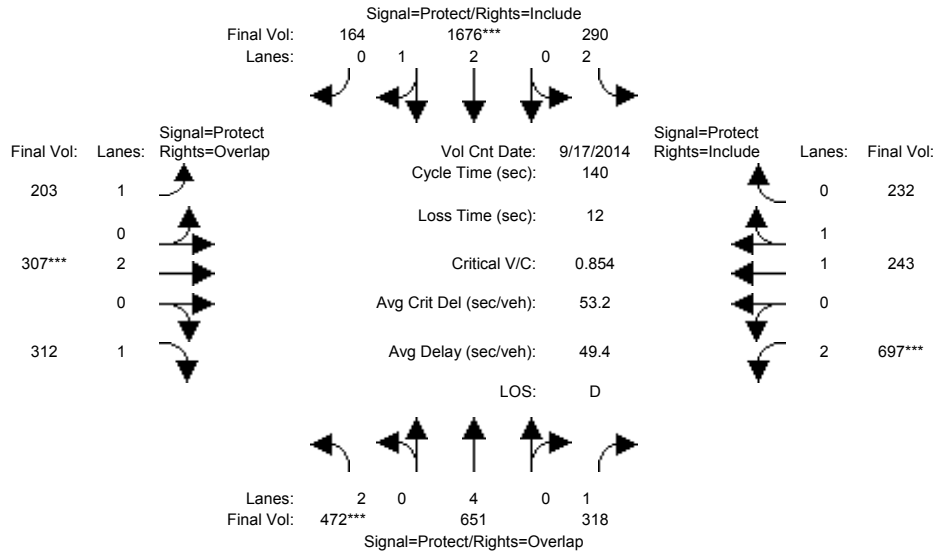 Signal=Protect/Rights=Include
Final Vol: 164 1676*** 290
Lanes: 0 1 2 0 2
Signal=Protect Signal=Protect
Final Vol: Lanes: Rights=Overlap Vol Cnt Date: 9/17/2014 Rights=Include Lanes: Final Vol:
Cycle Time (sec): 140
203 1 0 232
Loss Time (sec): 12
0 1
307*** 2 Critical V/C: 0.854 1 243
0 Avg Crit Del (sec/veh): 53.2 0
312 1 Avg Delay (sec/veh): 49.4 2 697***
LOS: D
Lanes: 2 0 4 0 1
Final Vol: 472*** 651 318
Signal=Protect/Rights=Overlap